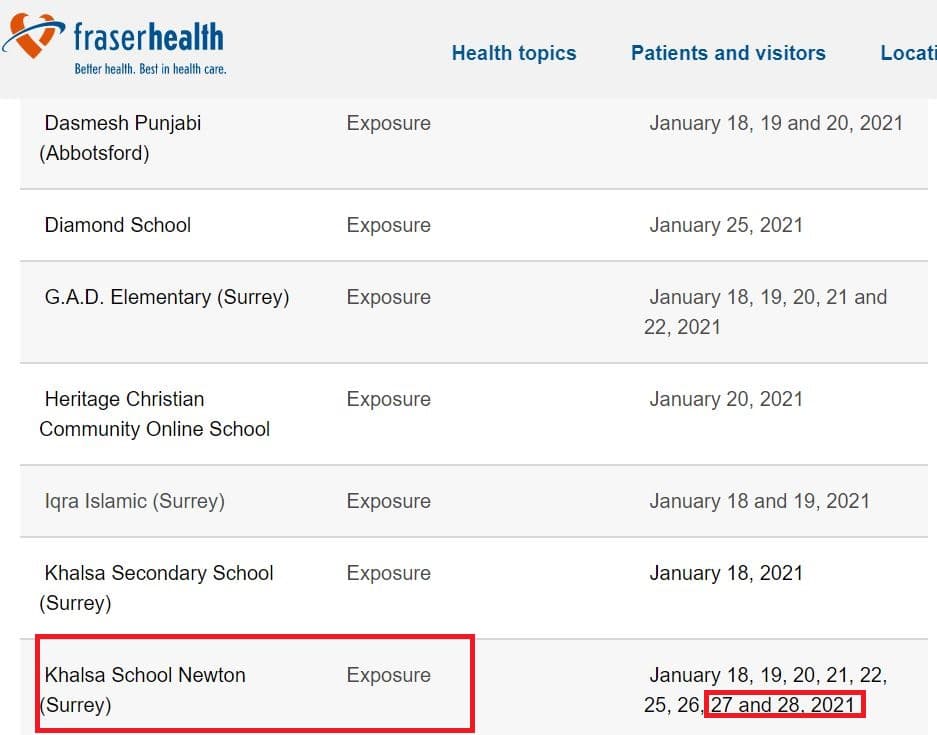 fraserhealth
Better health. Best in health care.
Health topics Patients and visitors
Dasmesh Punjabi Exposure January 18, 19 and 20, 2021
(Abbotsford)
Diamond School Exposure January 25, 2021
G.A.D. Elementary (Surrey) Exposure January 18, 19, 20, 21 and
22, 2021
Heritage Christian Exposure January 20, 2021
Community Online School
Iqra Islamic (Surrey) Exposure January 18 and 19, 2021
Khalsa Secondary School Exposure January 18, 2021
(Surrey)
Khalsa School Newton Exposure January 18, 19, 20, 21, 22,
(Surrey) 25, 26, 27 and 28, 2021